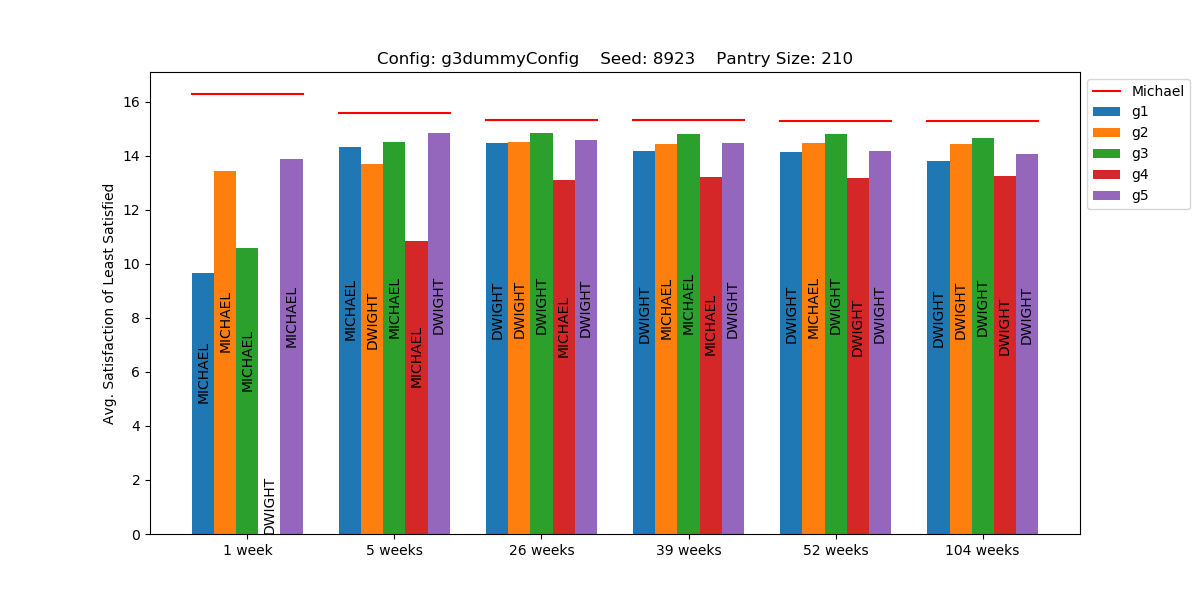 Config: g3dummyConfig    Seed: 8923    Pantry Size: 210
Avg. Satisfaction of Least Satisfied
16
14
12
10
8
6
4
2
0
MICHAEL
MICHAEL
MICHAEL
DWIGHT
MICHAEL
MICHAEL
DWIGHT
MICHAEL
MICHAEL
DWIGHT
DWIGHT
DWIGHT
DWIGHT
MICHAEL
DWIGHT
DWIGHT
MICHAEL
MICHAEL
MICHAEL
DWIGHT
DWIGHT
MICHAEL
DWIGHT
DWIGHT
DWIGHT
DWIGHT
DWIGHT
DWIGHT
DWIGHT
DWIGHT
1 week
5 weeks
26 weeks
39 weeks
52 weeks
104 weeks
Michael
g1
g2
g3
g4
g5